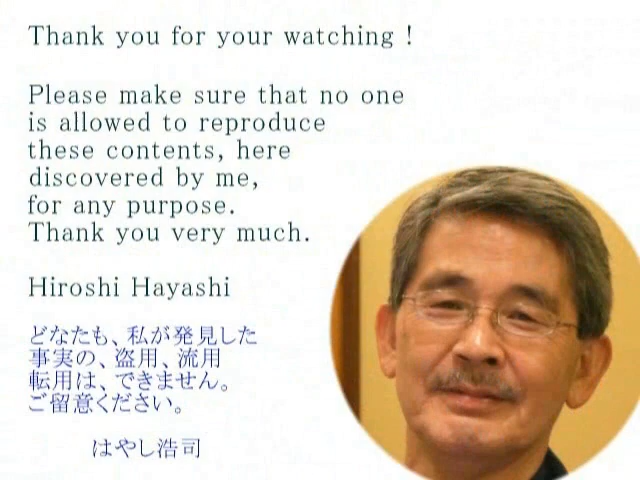 Thank you for your watching !
Please make sure that no one
is allowed to reproduce
these contents, here
discovered by me,
for any purpose.
Thank you very much.
Hiroshi Hayashi
どなたも、私が発見した
事実の、盗用、流用
転用は、できません。
ご留意ください。
はやし浩司